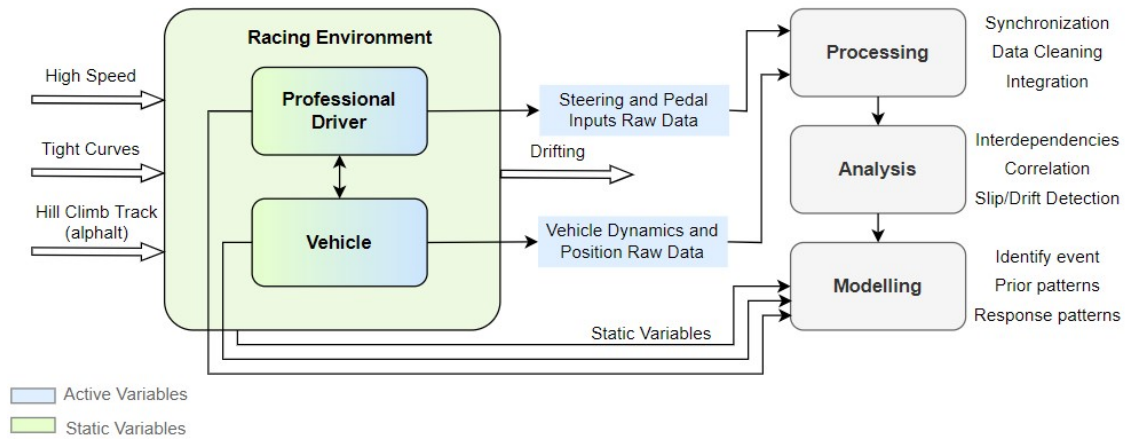 Racing Environment
High Speed
Tight Curves
Hill Climb Track
(alphalt)
Professional
Driver
Vehicle
Steering and Pedal
Inputs Raw Data
Drifting
Vehicle Dynamics and
Position Raw Data
Static Variables
Processing
Synchronization
Data Cleaning
Integration
Analysis
Interdependencies
Correlation
Slip/Drift Detection
Modelling
Identify event
Prior patterns
Response patterns
Active Variables
Static Variables